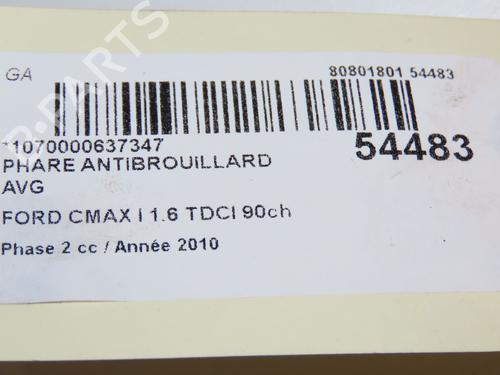 GA 80801801 54483
*1070000637347 54483
PHARE ANTIBROUILLARD
AVG
FORD CMAX I 1.6 TDCI 90ch
Phase 2 cc / Année 2010